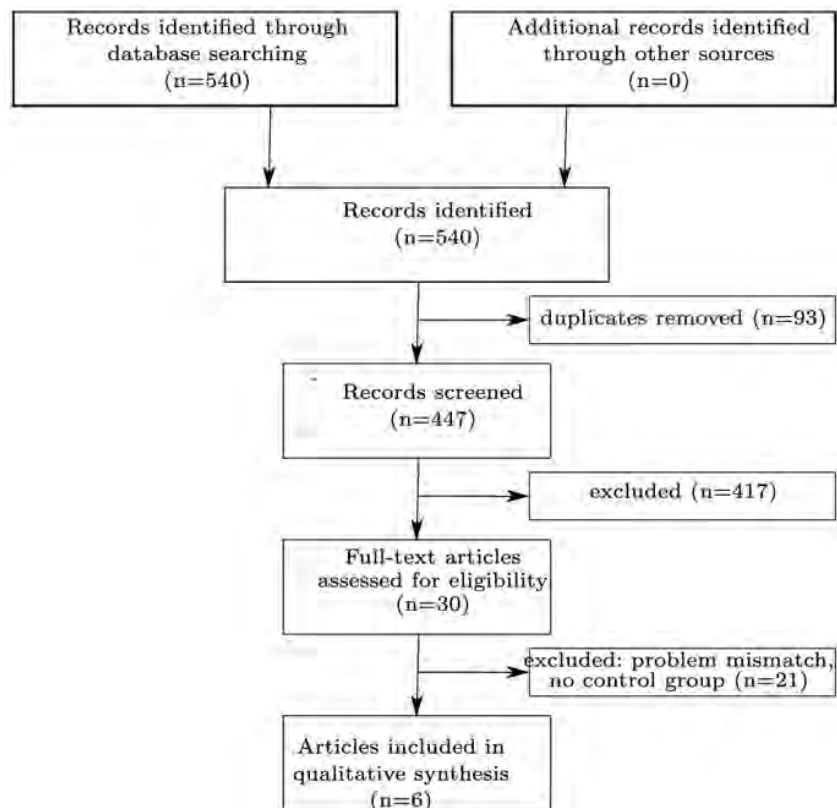 Records identified through
database searching
(n=540)
Additional records identified
through other sources
(n=0)
Records identified
(n=540)
duplicates removed (n=93)
Records screened
(n=447)
excluded (n=417)
Full-text articles
assessed for eligibility
(n=30)
excluded: problem mismatch,
no control group (n=21)
Articles included in
qualitative synthesis
(n=6)